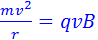 mv²/r = qvB